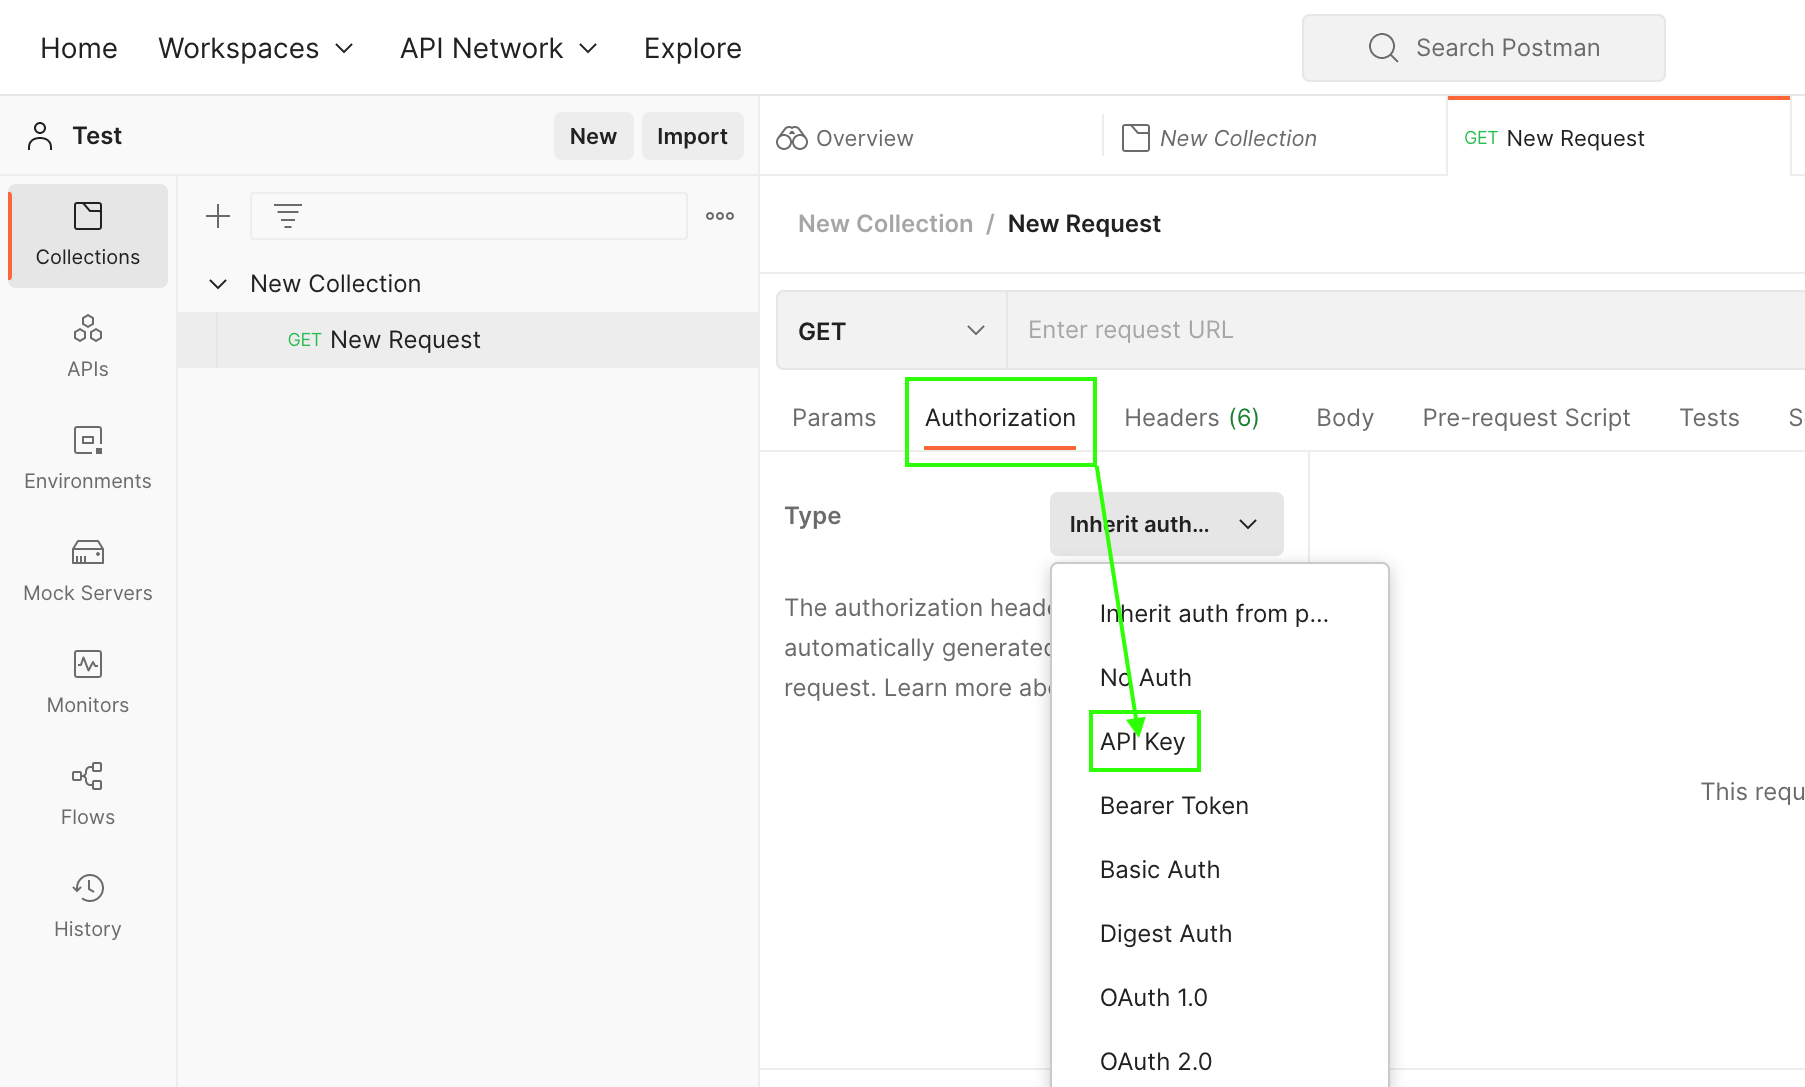 Home Workspaces API Network Explore Search Postman
Test New Import
Overview New Collection GET New Request
Collections
APIs
Environments
Mock Servers
Monitors
Flows
History
New Collection
GET New Request
New Collection / New Request
GET Enter request URL
Params Authorization Headers (6) Body Pre-request Script Tests S
Type Inherit auth...
The authorization heade
automatically generated
request. Learn more abo
Inherit auth from p...
No Auth
API Key
Bearer Token
Basic Auth
Digest Auth
OAuth 1.0
OAuth 2.0
This requ